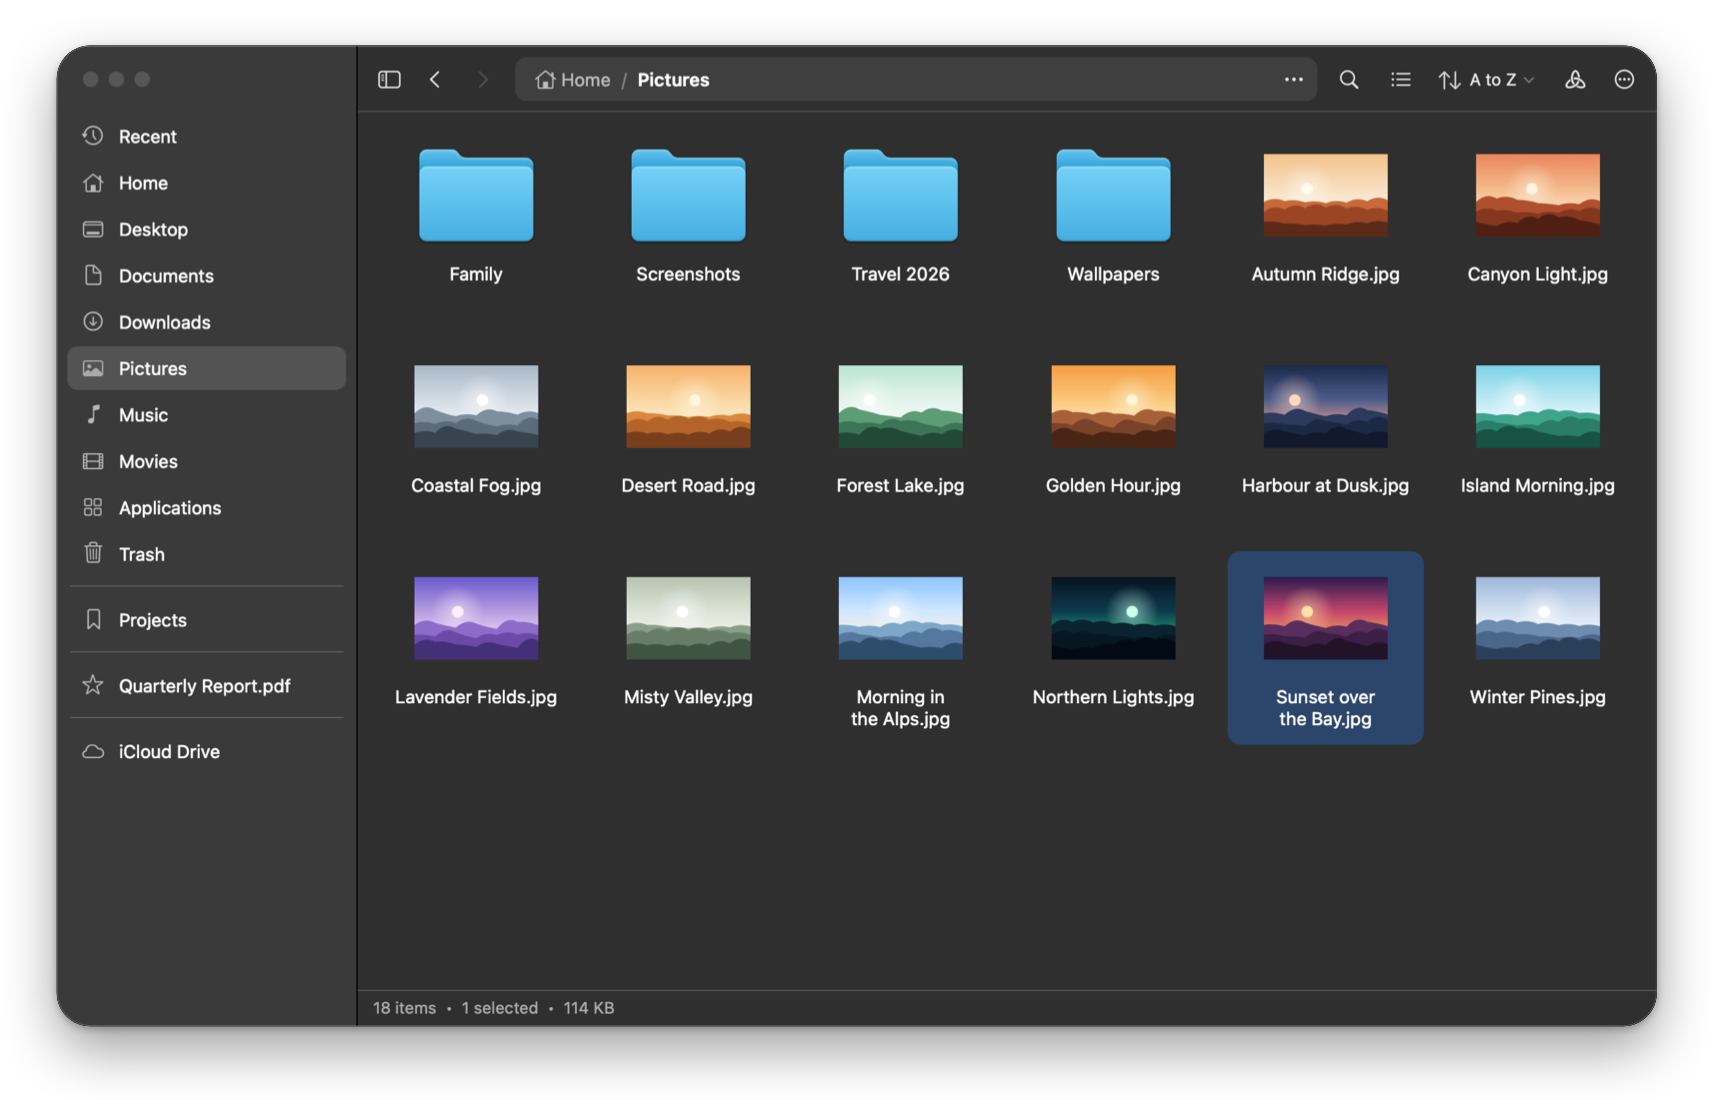 Recent
Home
Desktop
Documents
Downloads
Pictures
Music
Movies
Applications
Trash
Projects
Quarterly Report.pdf
iCloud Drive
Home / Pictures
A to Z
Family
Screenshots
Travel 2026
Wallpapers
Autumn Ridge.jpg
Canyon Light.jpg
Coastal Fog.jpg
Desert Road.jpg
Forest Lake.jpg
Golden Hour.jpg
Harbour at Dusk.jpg
Island Morning.jpg
Lavender Fields.jpg
Misty Valley.jpg
Morning in
the Alps.jpg
Northern Lights.jpg
Sunset over
the Bay.jpg
Winter Pines.jpg
18 items • 1 selected • 114 KB